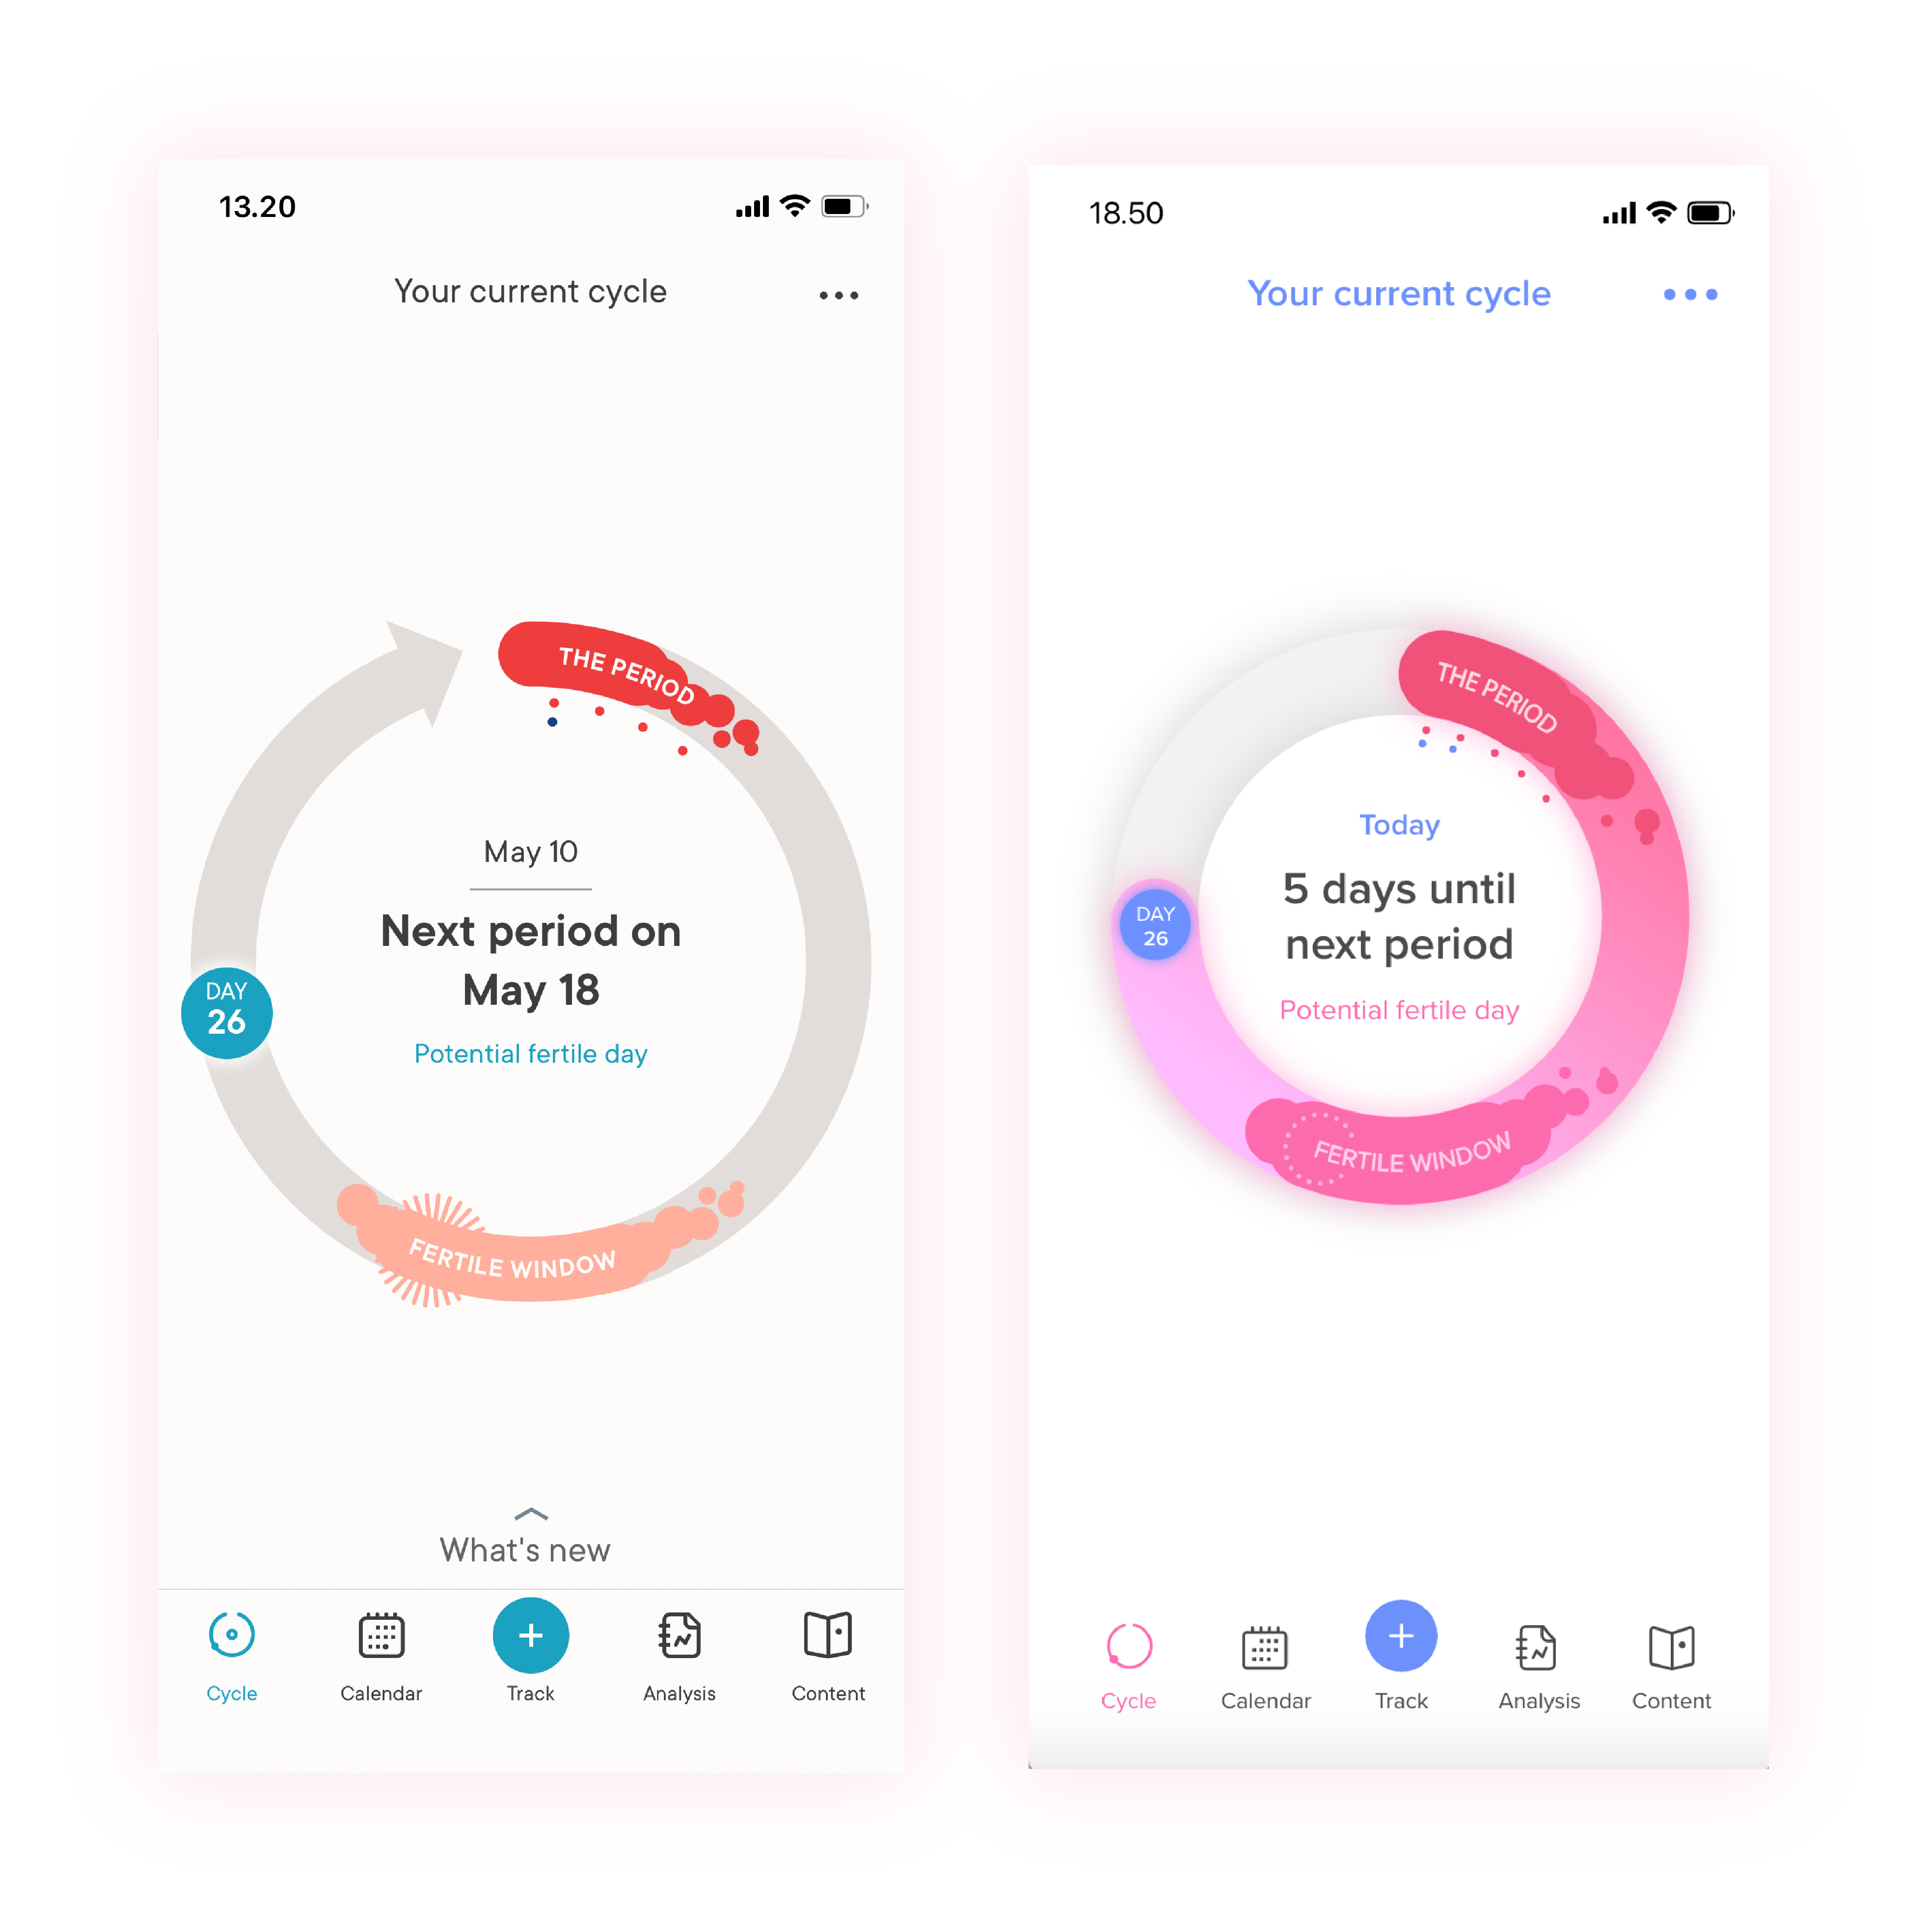 13.20
Your current cycle
THE PERIOD
May 10
Next period on
May 18
Potential fertile day
DAY
26
FERTILE WINDOW
What's new
Cycle
Calendar
Track
Analysis
Content
18.50
Your current cycle
THE PERIOD
Today
5 days until
next period
Potential fertile day
DAY
26
FERTILE WINDOW
Cycle
Calendar
Track
Analysis
Content